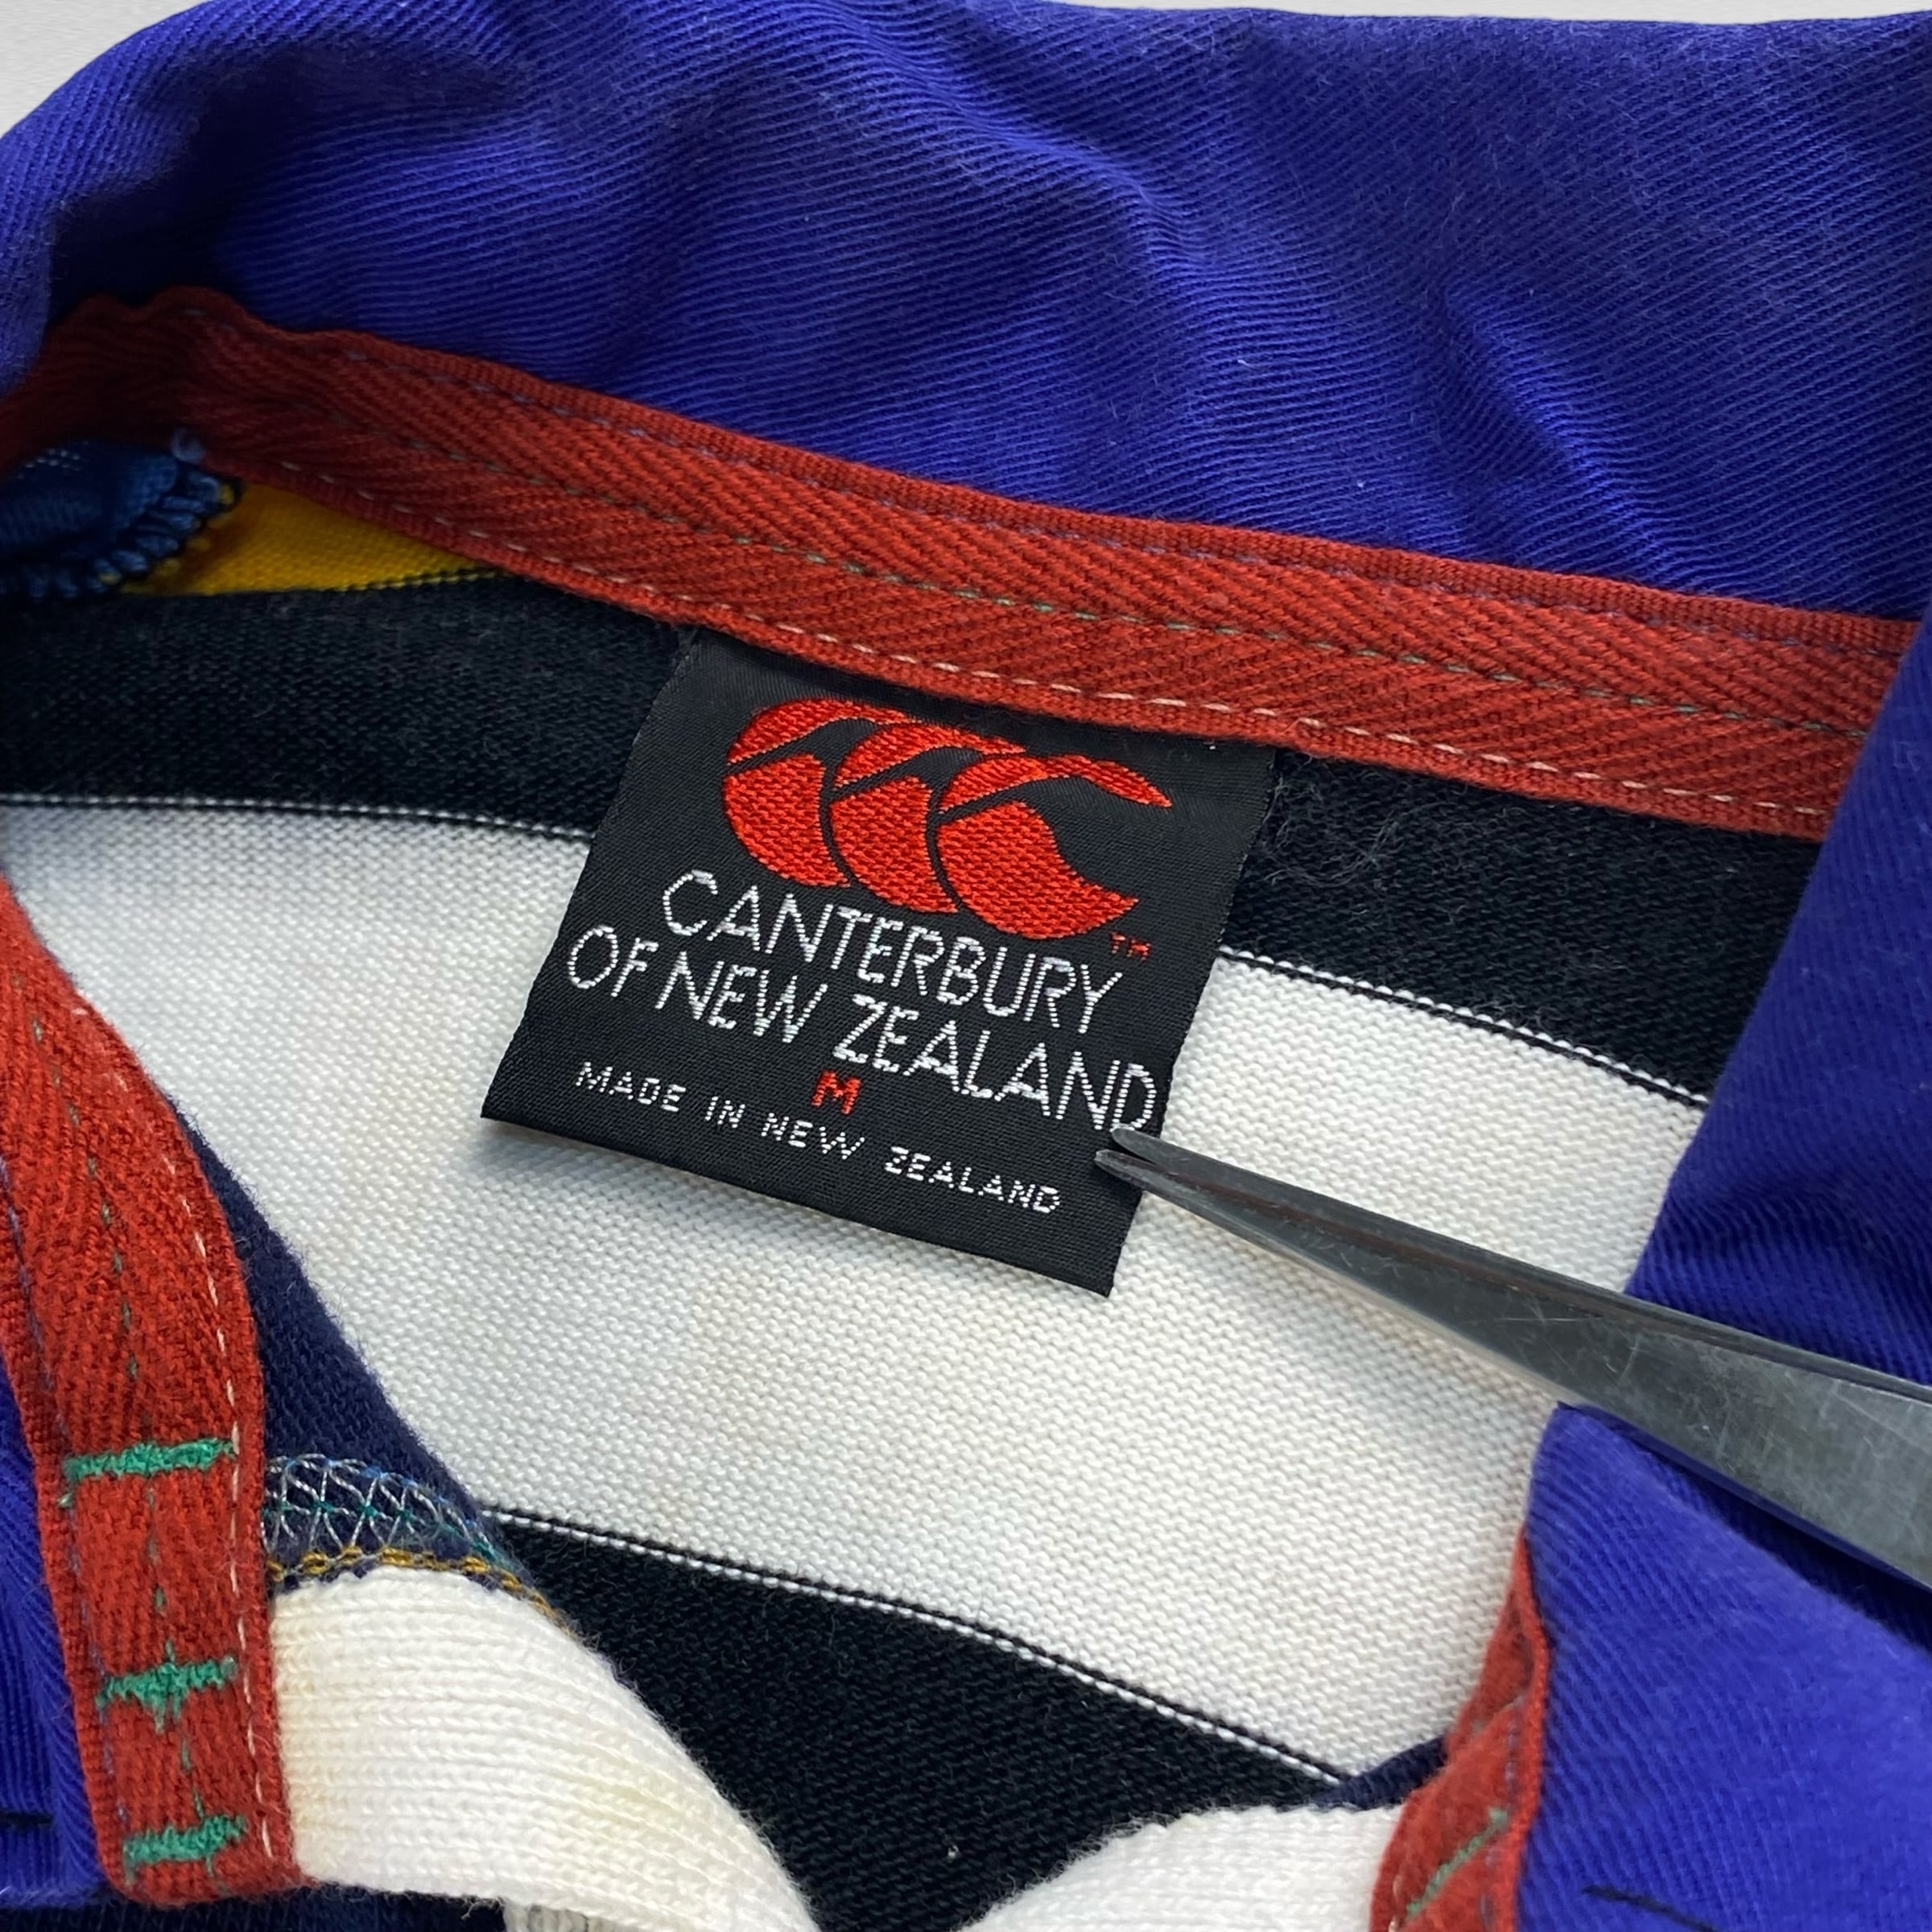 CANTERBURY™
OF NEW ZEALAND
M
MADE IN NEW ZEALAND